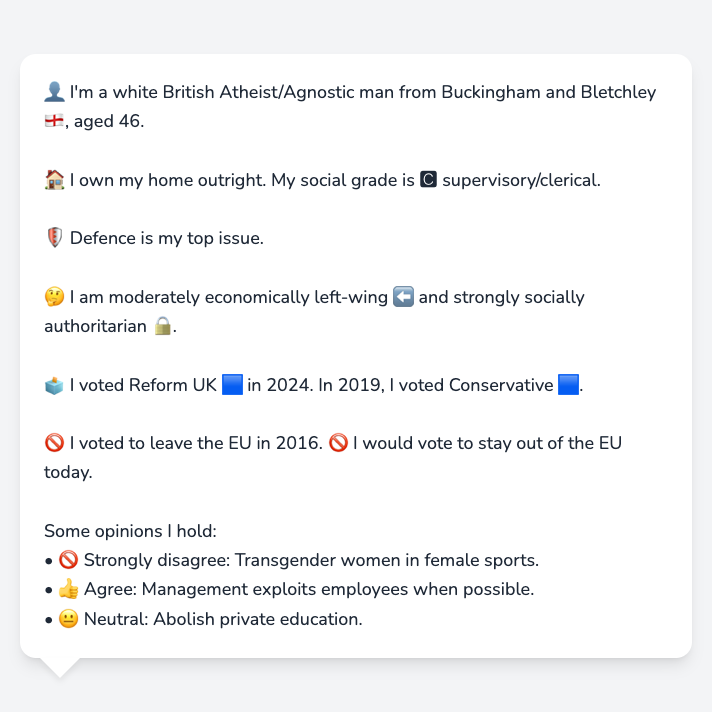 👤 I'm a white British Atheist/Agnostic man from Buckingham and Bletchley
🏴󠁧󠁢󠁥󠁮󠁧󠁿, aged 46.
🏠 I own my home outright. My social grade is 🅲 supervisory/clerical.
🛡️ Defence is my top issue.
🤔 I am moderately economically left-wing ⬅️ and strongly socially
authoritarian 🔒.
🗳️ I voted Reform UK 🟦 in 2024. In 2019, I voted Conservative 🟦.
🚫 I voted to leave the EU in 2016. 🚫 I would vote to stay out of the EU
today.
Some opinions I hold:
• 🚫 Strongly disagree: Transgender women in female sports.
• 👍 Agree: Management exploits employees when possible.
• 😐 Neutral: Abolish private education.